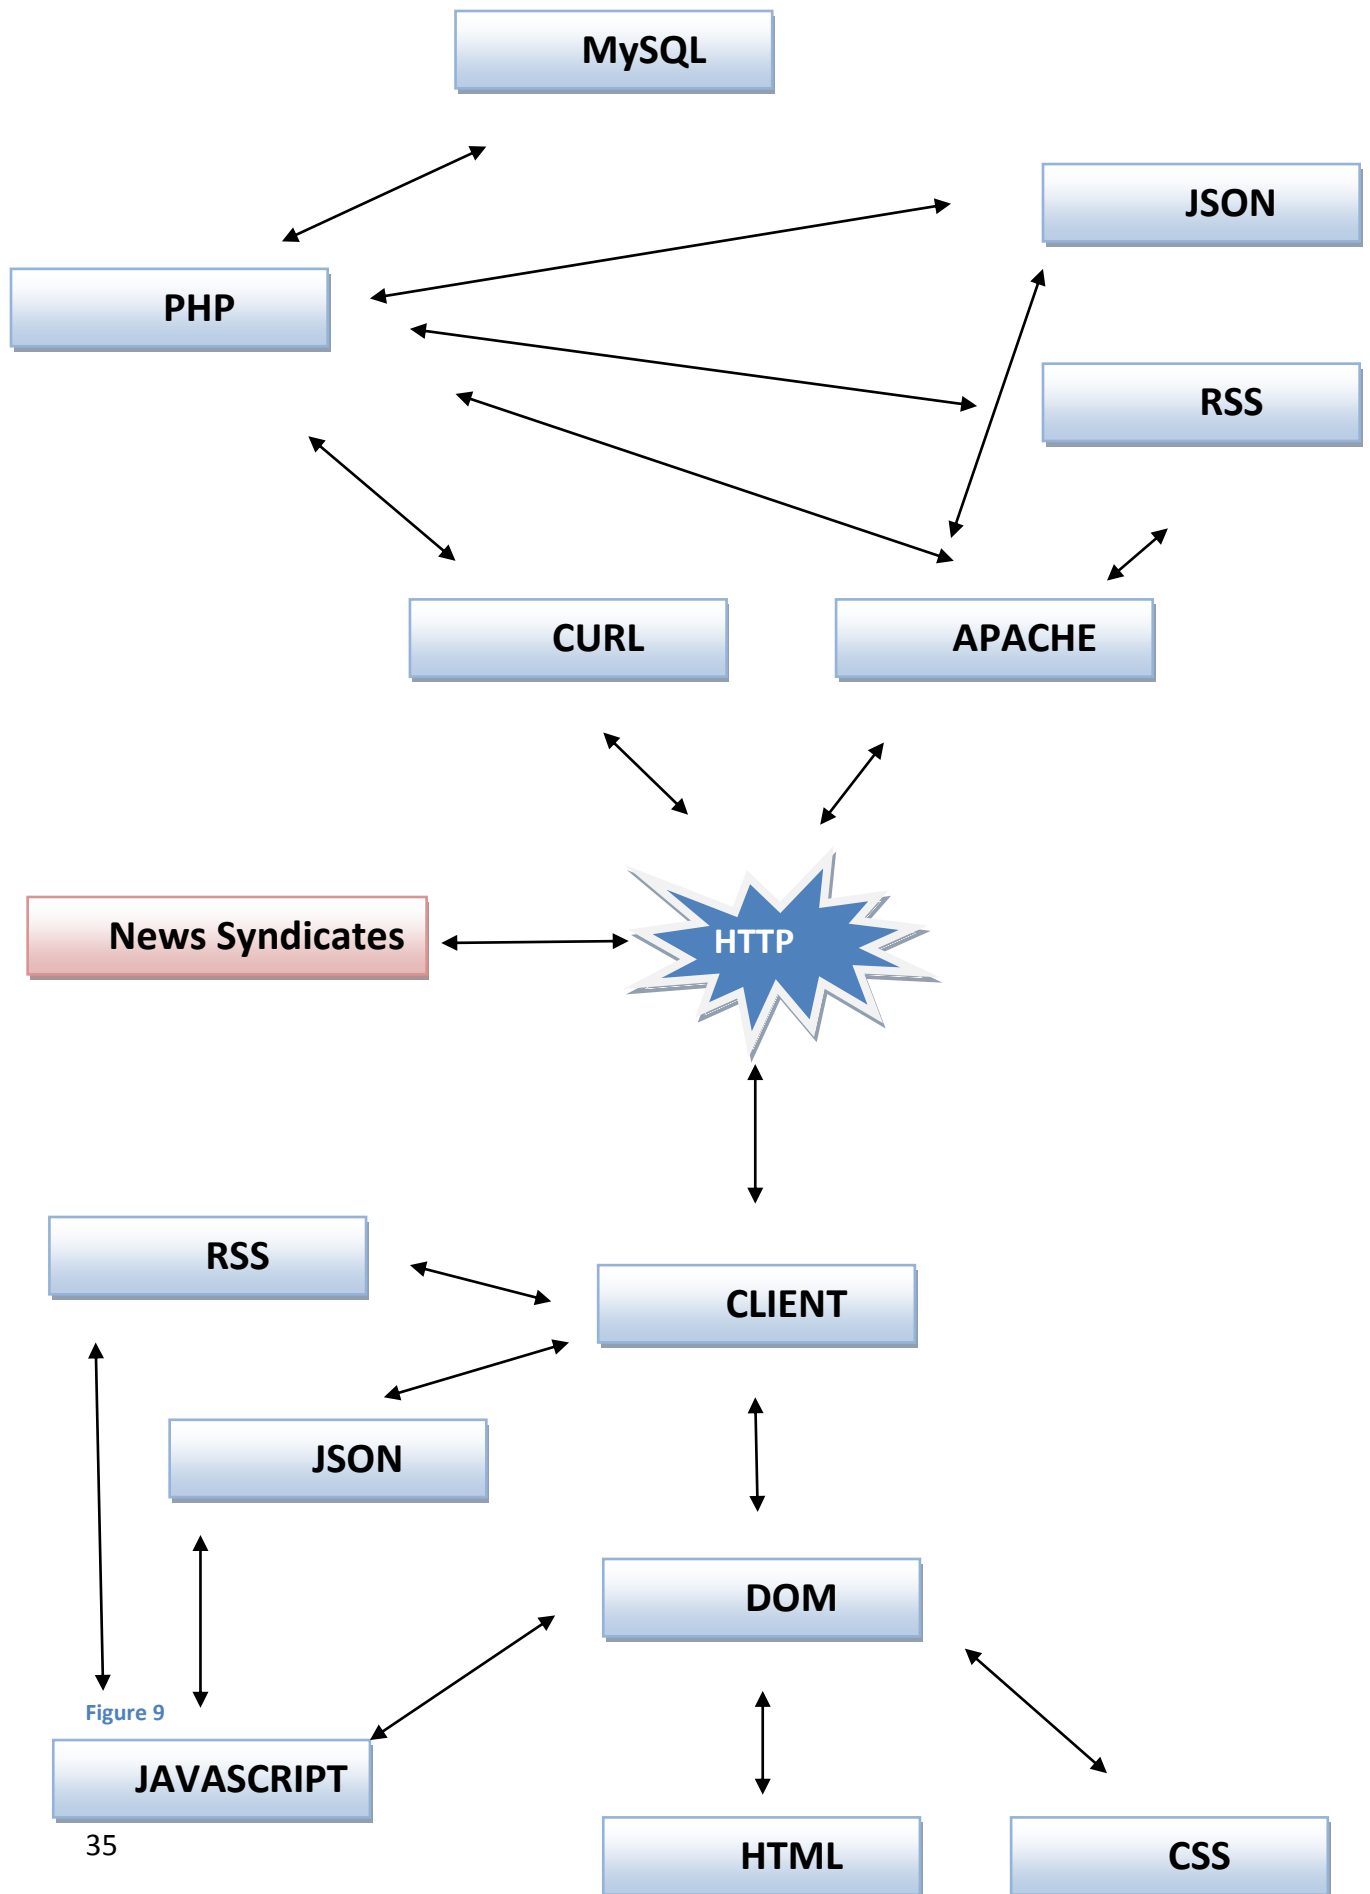 MySQL
JSON
PHP
RSS
CURL
APACHE
News Syndicates
HTTP
RSS
CLIENT
JSON
DOM
Figure 9
JAVASCRIPT
35
HTML
CSS